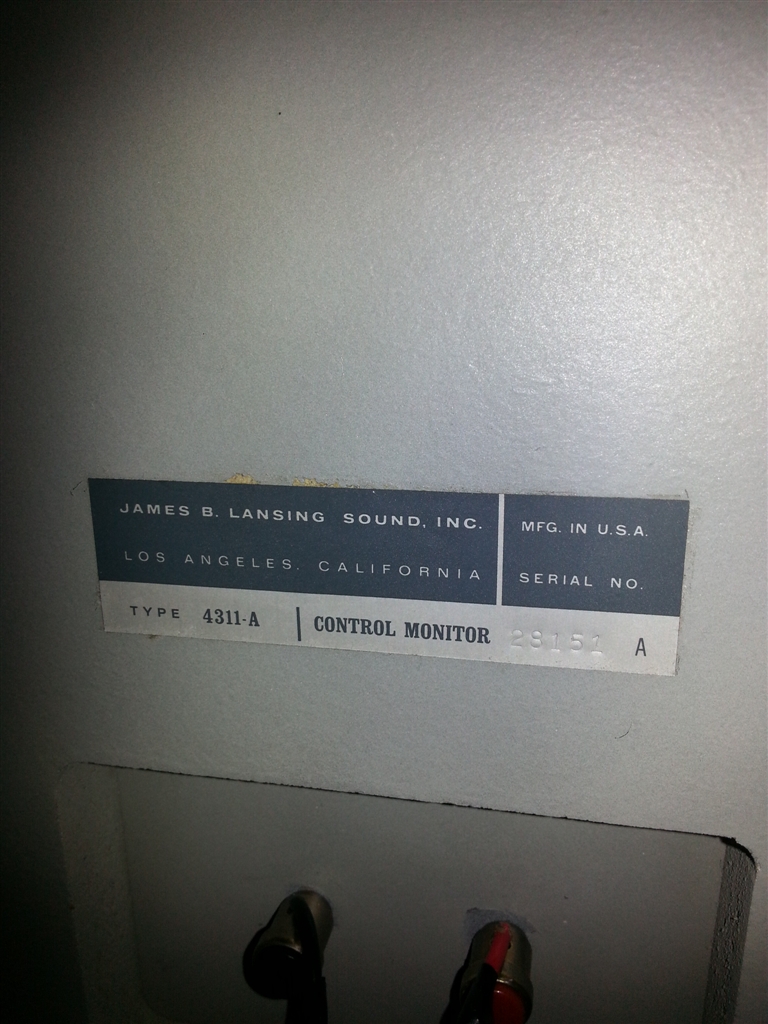 JAMES B. LANSING SOUND, INC.
LOS ANGELES. CALIFORNIA
MFG. IN U.S.A.
SERIAL NO.
TYPE 4311-A | CONTROL MONITOR 28151 A